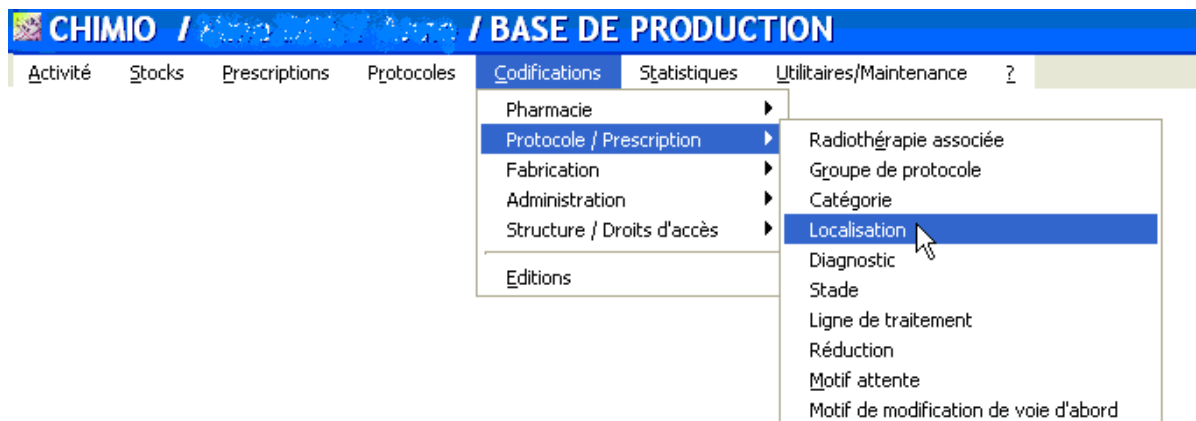 CHIMIO / / BASE DE PRODUCTION
Activité Stocks Prescriptions Protocoles Codifications Statistiques Utilitaires/Maintenance ?
Pharmacie
Protocole / Prescription
Fabrication
Administration
Structure / Droits d'accès
Editions
Radiothérapie associée
Groupe de protocole
Catégorie
Localisation
Diagnostic
Stade
Ligne de traitement
Réduction
Motif attente
Motif de modification de voie d'abord